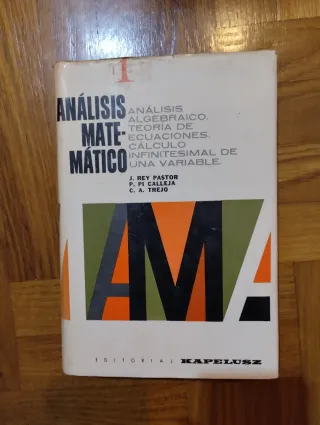 1
ANÁLISIS
MATE-
MÁTICO
ANÁLISIS
ALGEBRAICO.
TEORIA DE
ECUACIONES.
CÁLCULO
INFINITESIMAL DE
UNA VARIABLE.
J. REY PASTOR
P. PI CALLEJA
C. A. TREJO
AMA
EDITORIAL KAPELUSZ